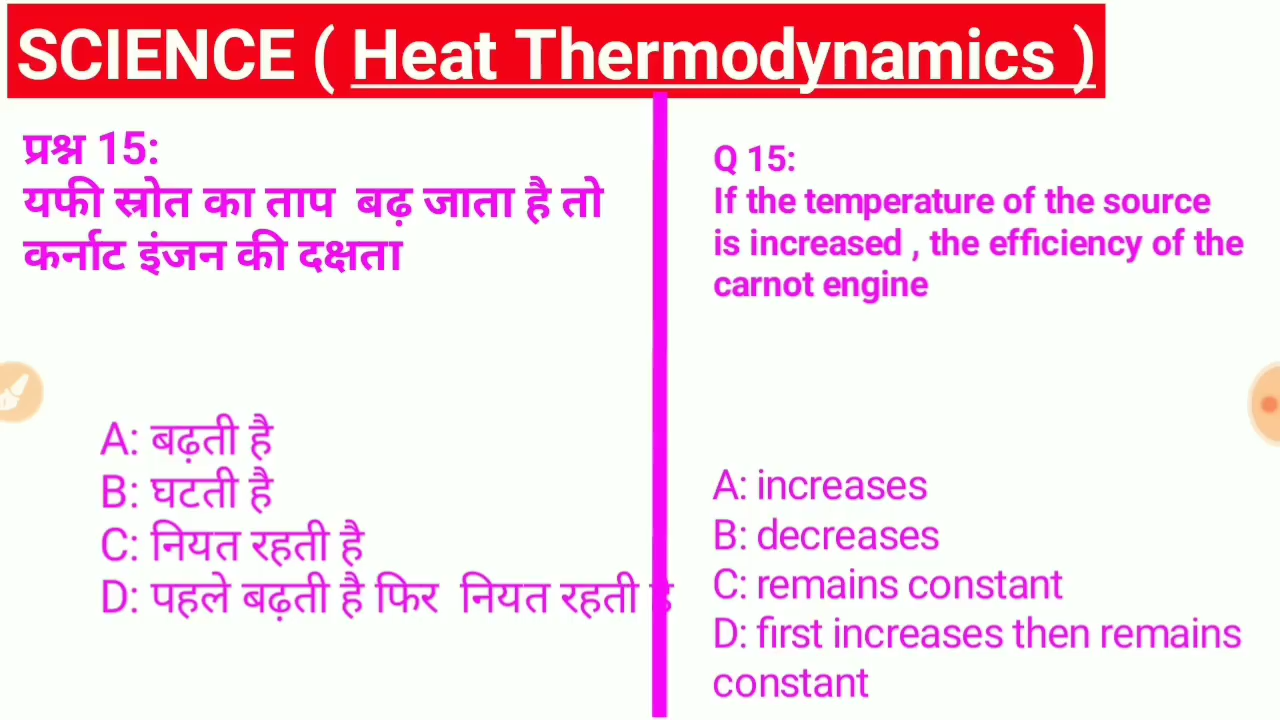 SCIENCE ( Heat Thermodynamics )
प्रश्न 15:
यफी स्रोत का ताप बढ़ जाता है तो
कर्नाट इंजन की दक्षता
A: बढ़ती है
B: घटती है
C: नियत रहती है
D: पहले बढ़ती है फिर नियत रहती है
Q 15:
If the temperature of the source
is increased , the efficiency of the
carnot engine
A: increases
B: decreases
C: remains constant
D: first increases then remains
constant